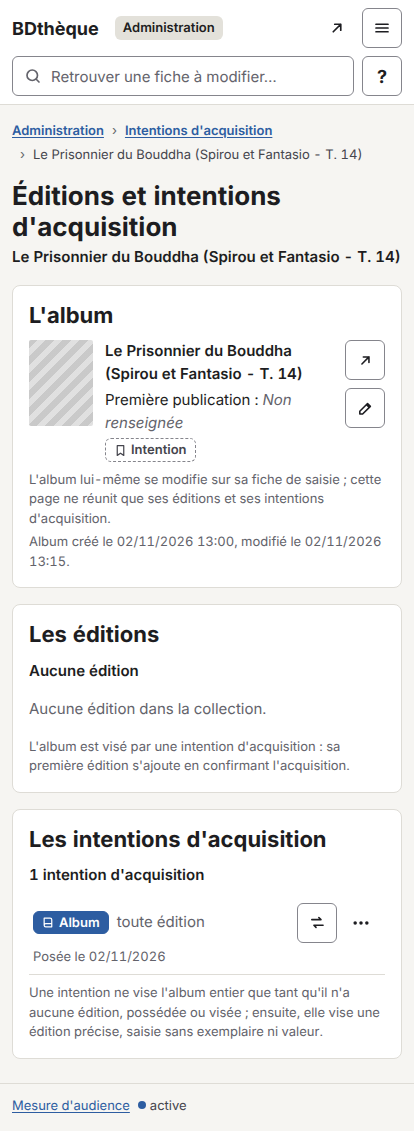 BDthèque Administration
Retrouver une fiche à modifier... ?
Administration › Intentions d'acquisition
› Le Prisonnier du Bouddha (Spirou et Fantasio - T. 14)
Éditions et intentions
d'acquisition
Le Prisonnier du Bouddha (Spirou et Fantasio - T. 14)
L'album
Le Prisonnier du Bouddha
(Spirou et Fantasio - T. 14)
Première publication : Non
renseignée
Intention
L'album lui-même se modifie sur sa fiche de saisie ; cette
page ne réunit que ses éditions et ses intentions
d'acquisition.
Album créé le 02/11/2026 13:00, modifié le 02/11/2026
13:15.
Les éditions
Aucune édition
Aucune édition dans la collection.
L'album est visé par une intention d'acquisition : sa
première édition s'ajoute en confirmant l'acquisition.
Les intentions d'acquisition
1 intention d'acquisition
Album toute édition
Posée le 02/11/2026
Une intention ne vise l'album entier que tant qu'il n'a
aucune édition, possédée ou visée ; ensuite, elle vise une
édition précise, saisie sans exemplaire ni valeur.
Mesure d'audience active